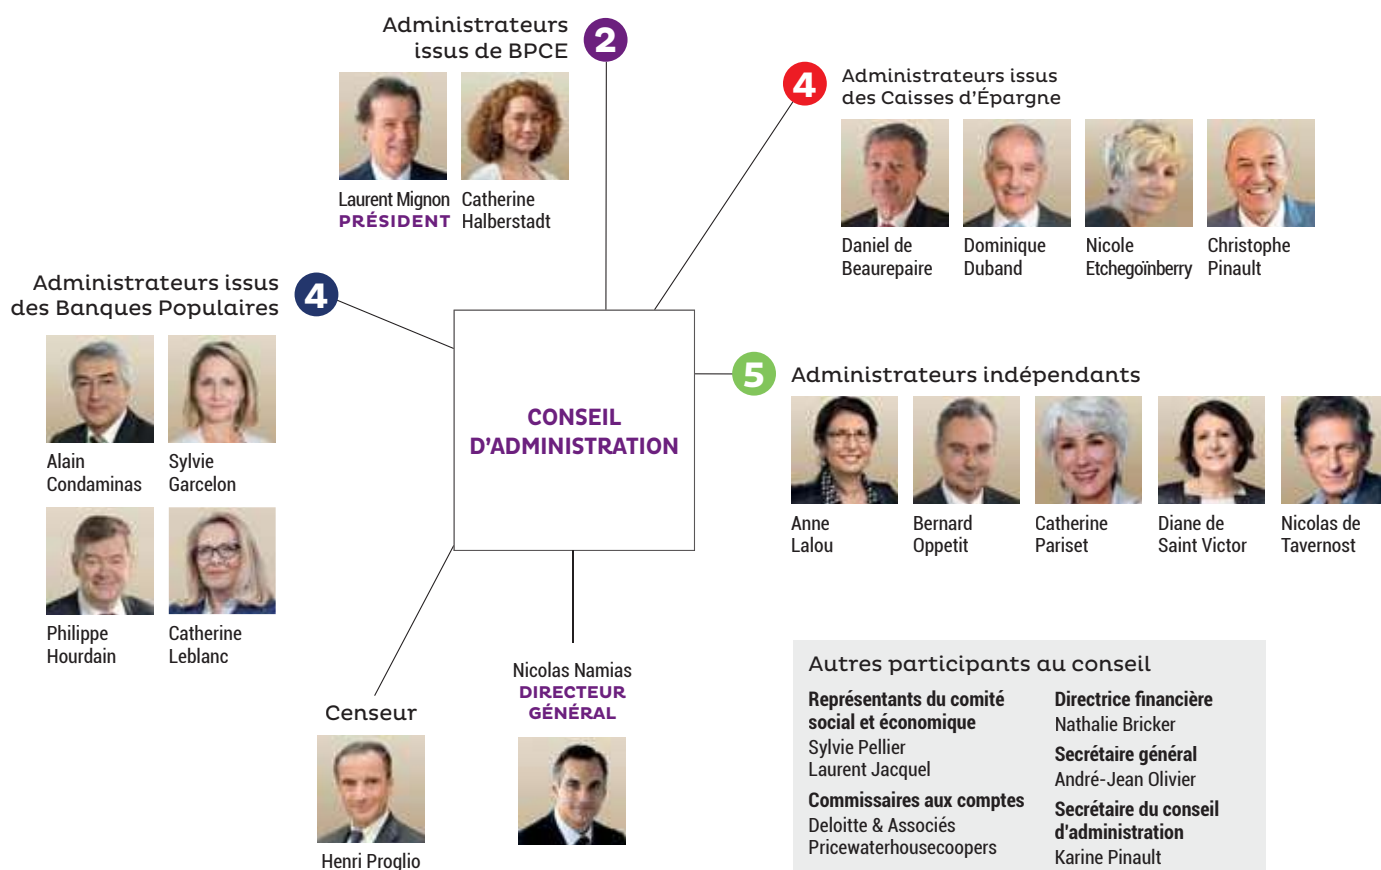 Administrateurs
issus de BPCE
2
Laurent Mignon
PRÉSIDENT
Catherine
Halberstadt
4
Administrateurs issus
des Caisses d'Épargne
Daniel de
Beaurepaire
Dominique
Duband
Nicole
Etchegoïnberry
Christophe
Pinault
Administrateurs issus
des Banques Populaires
4
Alain
Condaminas
Sylvie
Garcelon
Philippe
Hourdain
Catherine
Leblanc
CONSEIL
D'ADMINISTRATION
5
Administrateurs indépendants
Anne
Lalou
Bernard
Oppetit
Catherine
Pariset
Diane de
Saint Victor
Nicolas de
Tavernost
Censeur
Henri Proglio
Nicolas Namias
DIRECTEUR
GÉNÉRAL
Autres participants au conseil
Représentants du comité
social et économique
Sylvie Pellier
Laurent Jacquel
Commissaires aux comptes
Deloitte & Associés
Pricewaterhousecoopers
Directrice financière
Nathalie Bricker
Secrétaire général
André-Jean Olivier
Secrétaire du conseil
d'administration
Karine Pinault